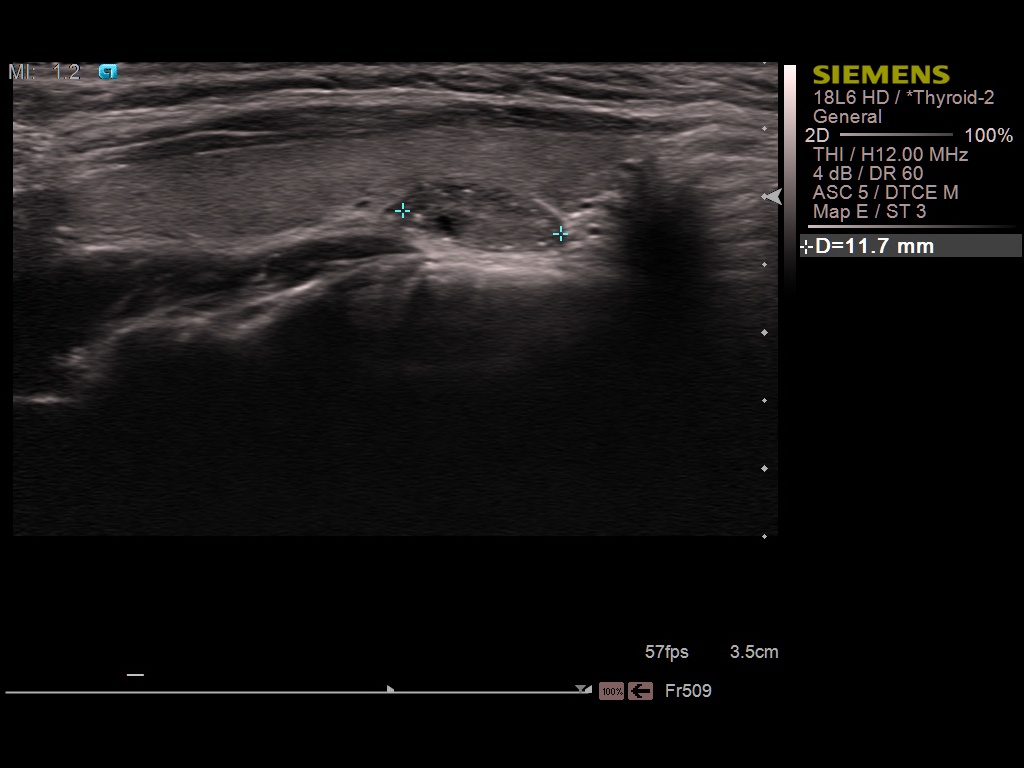 MI: 1.2
SIEMENS
18L6 HD / *Thyroid-2
General
2D 100%
THI / H12.00 MHz
4 dB / DR 60
ASC 5 / DTCE M
Map E / ST 3
D=11.7 mm
57fps 3.5cm
100% Fr509